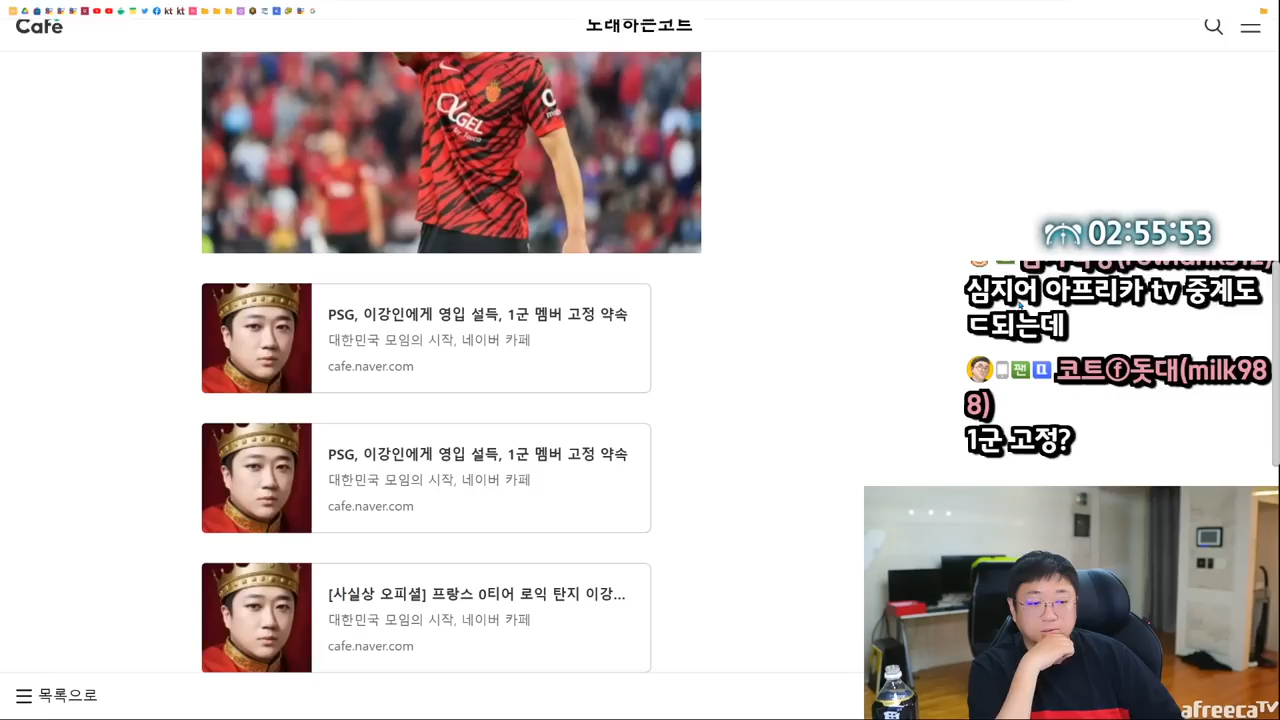 Cafe
노래하는코트
αGEL
by Taica
02:55:53
심지어 아프리카 tv 중계도
ㄷ되는데
코트ⓕ돗대(milk98
8)
1군 고정?
PSG, 이강인에게 영입 설득, 1군 멤버 고정 약속
대한민국 모임의 시작, 네이버 카페
cafe.naver.com
PSG, 이강인에게 영입 설득, 1군 멤버 고정 약속
대한민국 모임의 시작, 네이버 카페
cafe.naver.com
[사실상 오피셜] 프랑스 0티어 로익 탄지 이강...
대한민국 모임의 시작, 네이버 카페
cafe.naver.com
목록으로
afreecaTV